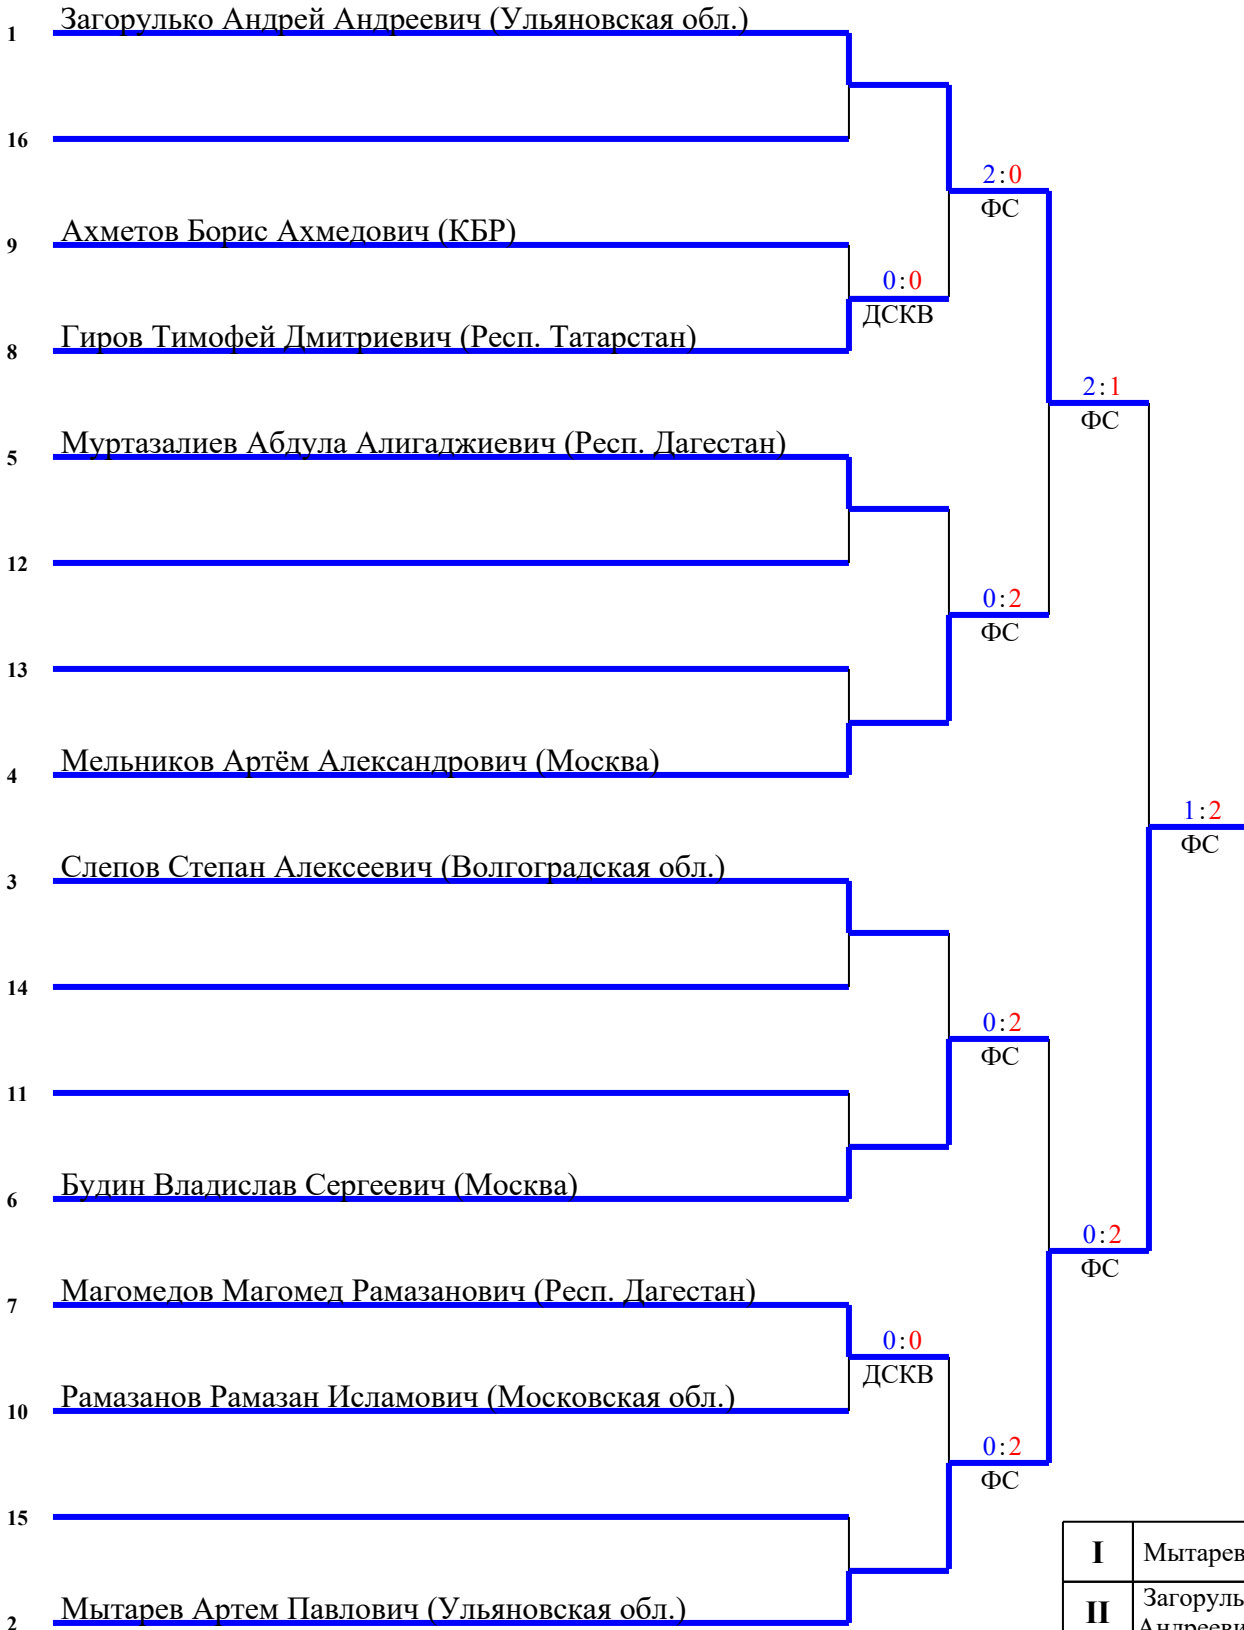 1 Загорулько Андрей Андреевич (Ульяновская обл.)
16
2:0
ФС
9 Ахметов Борис Ахмедович (КБР)
0:0
ДСКВ
8 Гиров Тимофей Дмитриевич (Респ. Татарстан)
2:1
ФС
5 Муртазалиев Абдула Алигаджиевич (Респ. Дагестан)
12
0:2
ФС
13
4 Мельников Артём Александрович (Москва)
1:2
ФС
3 Слепов Степан Алексеевич (Волгоградская обл.)
14
0:2
ФС
11
6 Будин Владислав Сергеевич (Москва)
0:2
ФС
7 Магомедов Магомед Рамазанович (Респ. Дагестан)
0:0
ДСКВ
10 Рамазанов Рамазан Исламович (Московская обл.)
0:2
ФС
15
I Мытарев
2 Мытарев Артем Павлович (Ульяновская обл.)
II Загоруль
Андрееви